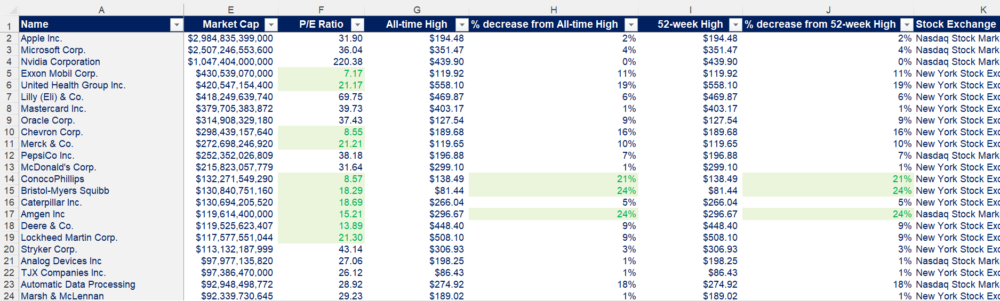 A E F G H I J K
1 Name Market Cap P/E Ratio All-time High % decrease from All-time High 52-week High % decrease from 52-week High Stock Exchange
2 Apple Inc. $2,984,835,399,000 31.90 $194.48 2% $194.48 2% Nasdaq Stock Mark
3 Microsoft Corp. $2,507,246,553,600 36.04 $351.47 4% $351.47 4% Nasdaq Stock Mark
4 Nvidia Corporation $1,047,404,000,000 220.38 $439.90 0% $439.90 0% Nasdaq Stock Mark
5 Exxon Mobil Corp. $430,539,070,000 7.17 $119.92 11% $119.92 11% New York Stock Exc
6 United Health Group Inc. $420,547,154,400 21.17 $558.10 19% $558.10 19% New York Stock Exc
7 Lilly (Eli) & Co. $418,249,639,740 69.75 $469.87 6% $469.87 6% New York Stock Exc
8 Mastercard Inc. $379,705,383,872 39.73 $403.17 1% $403.17 1% New York Stock Exc
9 Oracle Corp. $314,908,329,180 37.43 $127.54 9% $127.54 9% New York Stock Exc
10 Chevron Corp. $298,439,157,640 8.55 $189.68 16% $189.68 16% New York Stock Exc
11 Merck & Co. $272,698,246,920 21.21 $119.65 10% $119.65 10% New York Stock Exc
12 PepsiCo Inc. $252,352,026,809 38.18 $196.88 7% $196.88 7% Nasdaq Stock Mark
13 McDonald's Corp. $215,823,057,779 31.64 $299.10 1% $299.10 1% New York Stock Exc
14 ConocoPhillips $132,271,549,290 8.57 $138.49 21% $138.49 21% New York Stock Exc
15 Bristol-Myers Squibb $130,840,751,160 18.29 $81.44 24% $81.44 24% New York Stock Exc
16 Caterpillar Inc. $130,694,205,520 18.69 $266.04 5% $266.04 5% New York Stock Exc
17 Amgen Inc $119,614,400,000 15.21 $296.67 24% $296.67 24% Nasdaq Stock Mark
18 Deere & Co. $119,525,623,407 13.89 $448.40 9% $448.40 9% New York Stock Exc
19 Lockheed Martin Corp. $117,577,551,044 21.30 $508.10 9% $508.10 9% New York Stock Exc
20 Stryker Corp. $113,132,187,999 43.14 $306.93 3% $306.93 3% New York Stock Exc
21 Analog Devices Inc $97,977,135,820 27.06 $198.25 1% $198.25 1% Nasdaq Stock Mark
22 TJX Companies Inc. $97,386,470,000 26.12 $86.43 1% $86.43 1% New York Stock Exc
23 Automatic Data Processing $92,948,498,772 28.92 $274.92 18% $274.92 18% Nasdaq Stock Mark
24 Marsh & McLennan $92,339,730,645 29.23 $189.02 1% $189.02 1% New York Stock Exc